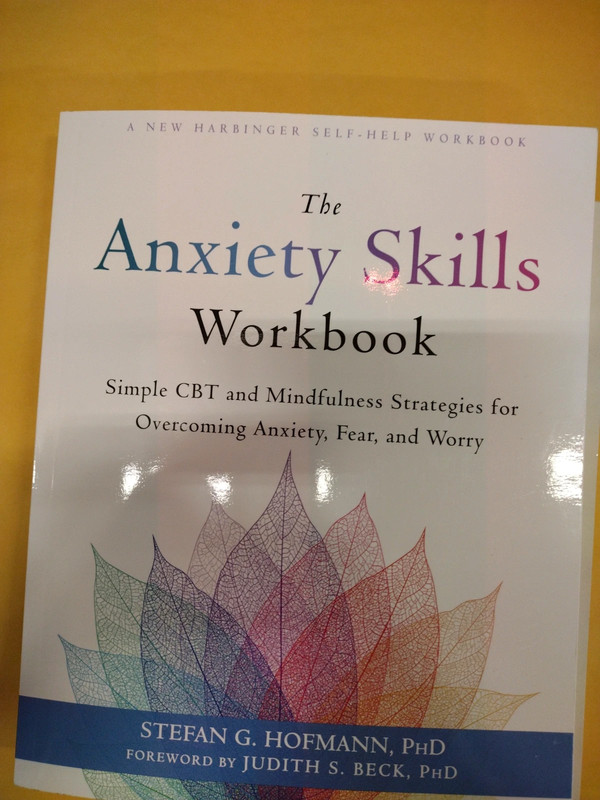 A NEW HARBINGER SELF-HELP WORKBOOK
The
Anxiety Skills
Workbook
Simple CBT and Mindfulness Strategies for
Overcoming Anxiety, Fear, and Worry
STEFAN G. HOFMANN, PHD
FOREWORD BY JUDITH S. BECK, PHD